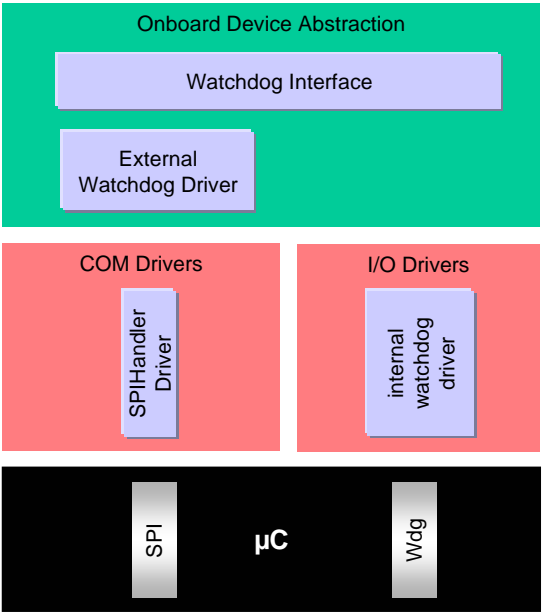 Onboard Device Abstraction
Watchdog Interface
External
Watchdog Driver
COM Drivers
SPIHandler
Driver
I/O Drivers
internal
watchdog
driver
SPI
µC
Wdg